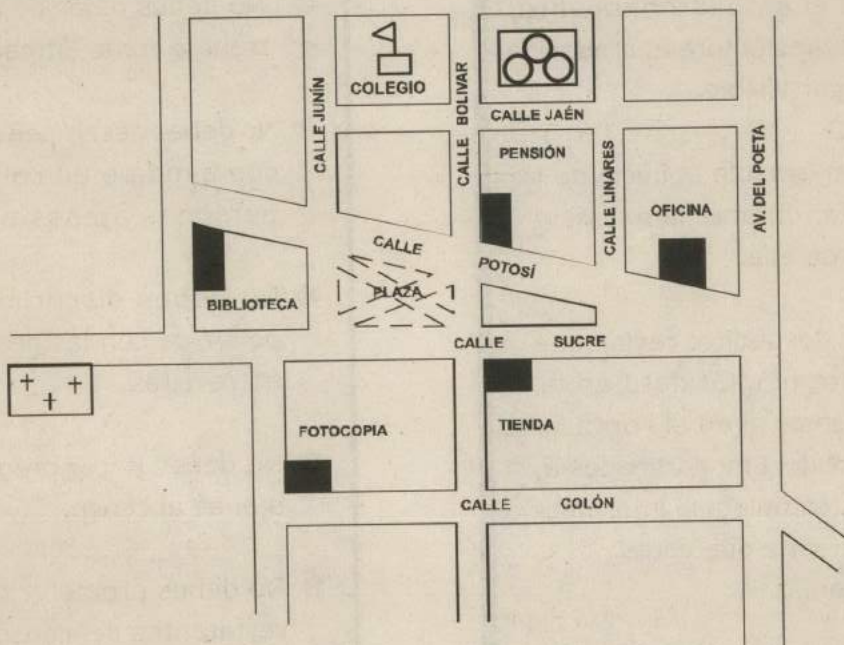 COLEGIO
CALLE JUNÍN
CALLE BOLIVAR
CALLE JAÉN
PENSIÓN
CALLE LINARES
OFICINA
AV. DEL POETA
CALLE POTOSÍ
BIBLIOTECA
PLAZA
CALLE SUCRE
FOTOCOPIA
TIENDA
CALLE COLÓN